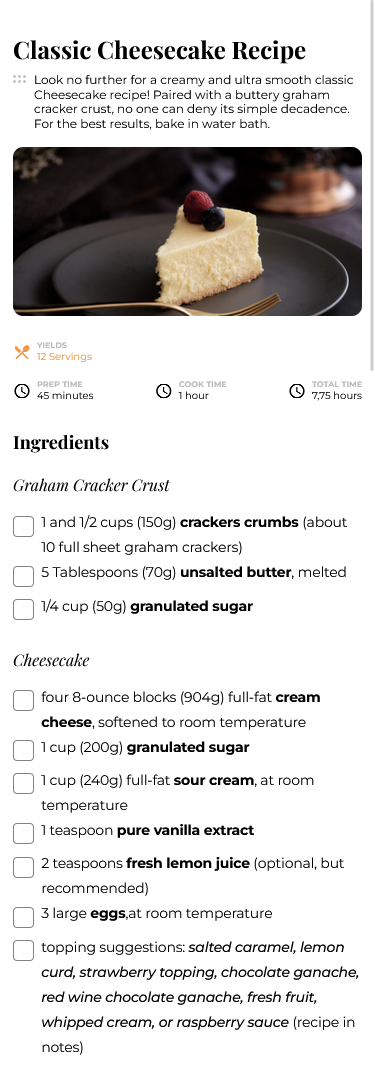 Classic Cheesecake Recipe
Look no further for a creamy and ultra smooth classic
Cheesecake recipe! Paired with a buttery graham
cracker crust, no one can deny its simple decadence.
For the best results, bake in water bath.
YIELDS
12 Servings
PREP TIME
45 minutes
COOK TIME
1 hour
TOTAL TIME
7,75 hours
Ingredients
Graham Cracker Crust
1 and 1/2 cups (150g) crackers crumbs (about
10 full sheet graham crackers)
5 Tablespoons (70g) unsalted butter, melted
1/4 cup (50g) granulated sugar
Cheesecake
four 8-ounce blocks (904g) full-fat cream
cheese, softened to room temperature
1 cup (200g) granulated sugar
1 cup (240g) full-fat sour cream, at room
temperature
1 teaspoon pure vanilla extract
2 teaspoons fresh lemon juice (optional, but
recommended)
3 large eggs,at room temperature
topping suggestions: salted caramel, lemon
curd, strawberry topping, chocolate ganache,
red wine chocolate ganache, fresh fruit,
whipped cream, or raspberry sauce (recipe in
notes)